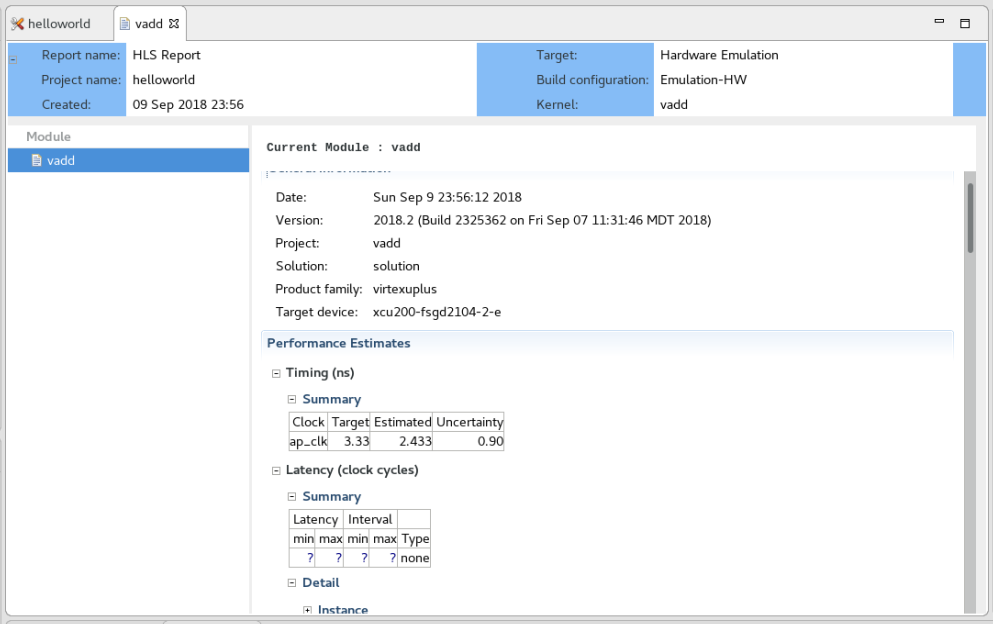 helloworld
vadd
Report name: HLS Report
Target: Hardware Emulation
Project name: helloworld
Build configuration: Emulation-HW
Created: 09 Sep 2018 23:56
Kernel: vadd
Module
vadd
Current Module : vadd
General Information
Date: Sun Sep 9 23:56:12 2018
Version: 2018.2 (Build 2325362 on Fri Sep 07 11:31:46 MDT 2018)
Project: vadd
Solution: solution
Product family: virtexuplus
Target device: xcu200-fsgd2104-2-e
Performance Estimates
Timing (ns)
Summary
Clock Target Estimated Uncertainty
ap_clk 3.33 2.433 0.90
Latency (clock cycles)
Summary
Latency Interval
min max min max Type
? ? ? ? none
Detail
Instance